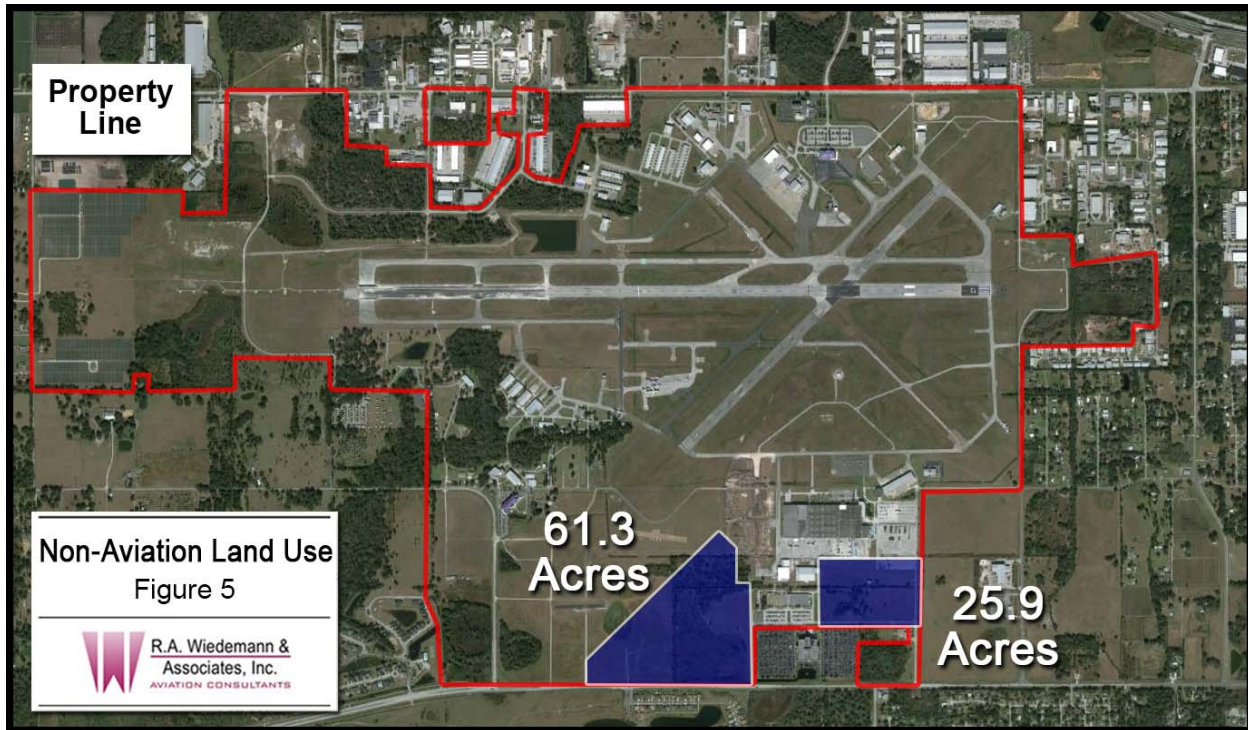 Property
Line
61.3
Acres
25.9
Acres
Non-Aviation Land Use
Figure 5
R.A. Wiedemann &
Associates, Inc.
AVIATION CONSULTANTS